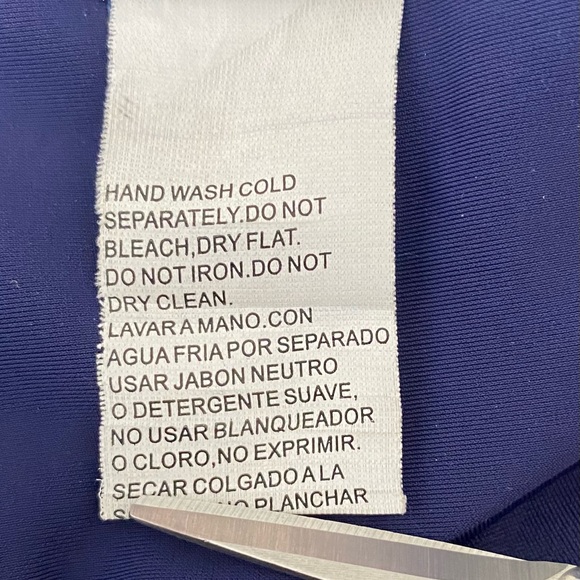 HAND WASH COLD
SEPARATELY.DO NOT
BLEACH,DRY FLAT.
DO NOT IRON.DO NOT
DRY CLEAN.
LAVAR A MANO.CON
AGUA FRIA POR SEPARADO
USAR JABON NEUTRO
O DETERGENTE SUAVE,
NO USAR BLANQUEADOR
O CLORO,NO EXPRIMIR.
SECAR COLGADO A LA
NO PLANCHAR